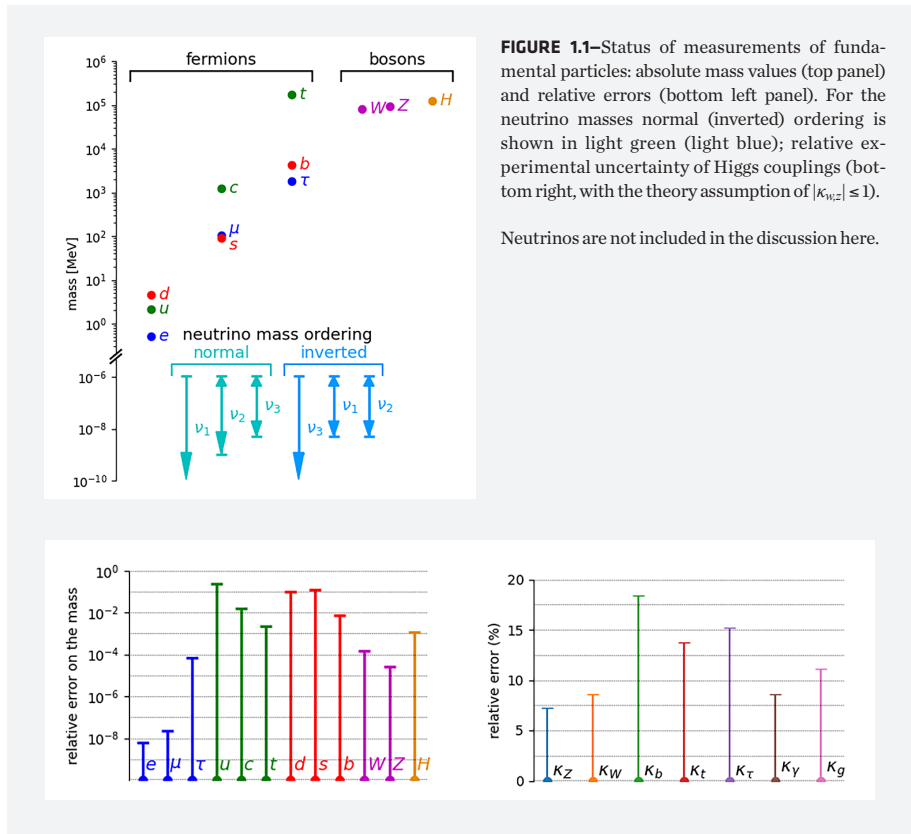 FIGURE 1.1–Status of measurements of funda-
mental particles: absolute mass values (top panel)
and relative errors (bottom left panel). For the
neutrino masses normal (inverted) ordering is
shown in light green (light blue); relative ex-
perimental uncertainty of Higgs couplings (bot-
tom right, with the theory assumption of |κw,z| ≤ 1).
Neutrinos are not included in the discussion here.
fermions bosons
mass [MeV]
10⁶
10⁵
10⁴
10³
10²
10¹
10⁰
10⁻⁶
10⁻⁸
10⁻¹⁰
t
W Z H
b
τ
c
μ
s
d
u
e
neutrino mass ordering
normal inverted
ν₁ ν₂ ν₃ ν₃ ν₁ ν₂
relative error on the mass
10⁰
10⁻²
10⁻⁴
10⁻⁶
10⁻⁸
e μ τ u c t d s b W Z H
relative error (%)
20
15
10
5
0
κZ κW κb κt κτ κγ κg